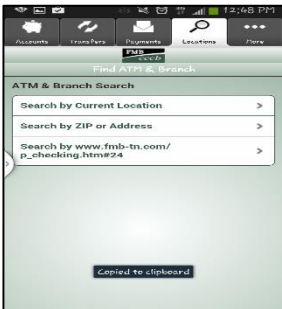 12:48 PM
Accounts Transfers Payments Locations More
FMB
cccb
Find ATM & Branch
ATM & Branch Search
Search by Current Location
Search by ZIP or Address
Search by www.fmb-tn.com/
p_checking.htm#24
Copied to clipboard